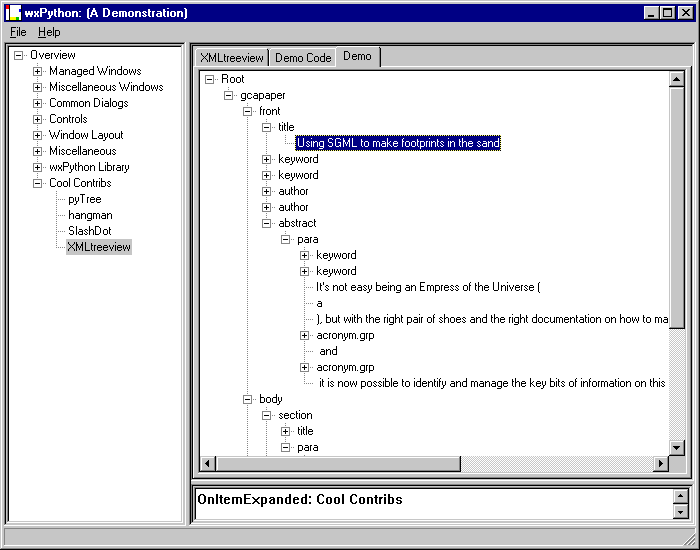 wxPython: (A Demonstration)
File Help
Overview
Managed Windows
Miscellaneous Windows
Common Dialogs
Controls
Window Layout
Miscellaneous
wxPython Library
Cool Contribs
pyTree
hangman
SlashDot
XMLtreeview
XMLtreeview Demo Code Demo
Root
gcapaper
front
title
Using SGML to make footprints in the sand
keyword
keyword
author
author
abstract
para
keyword
keyword
It's not easy being an Empress of the Universe (
a
), but with the right pair of shoes and the right documentation on how to ma
acronym.grp
and
acronym.grp
it is now possible to identify and manage the key bits of information on this
body
section
title
para
OnItemExpanded: Cool Contribs